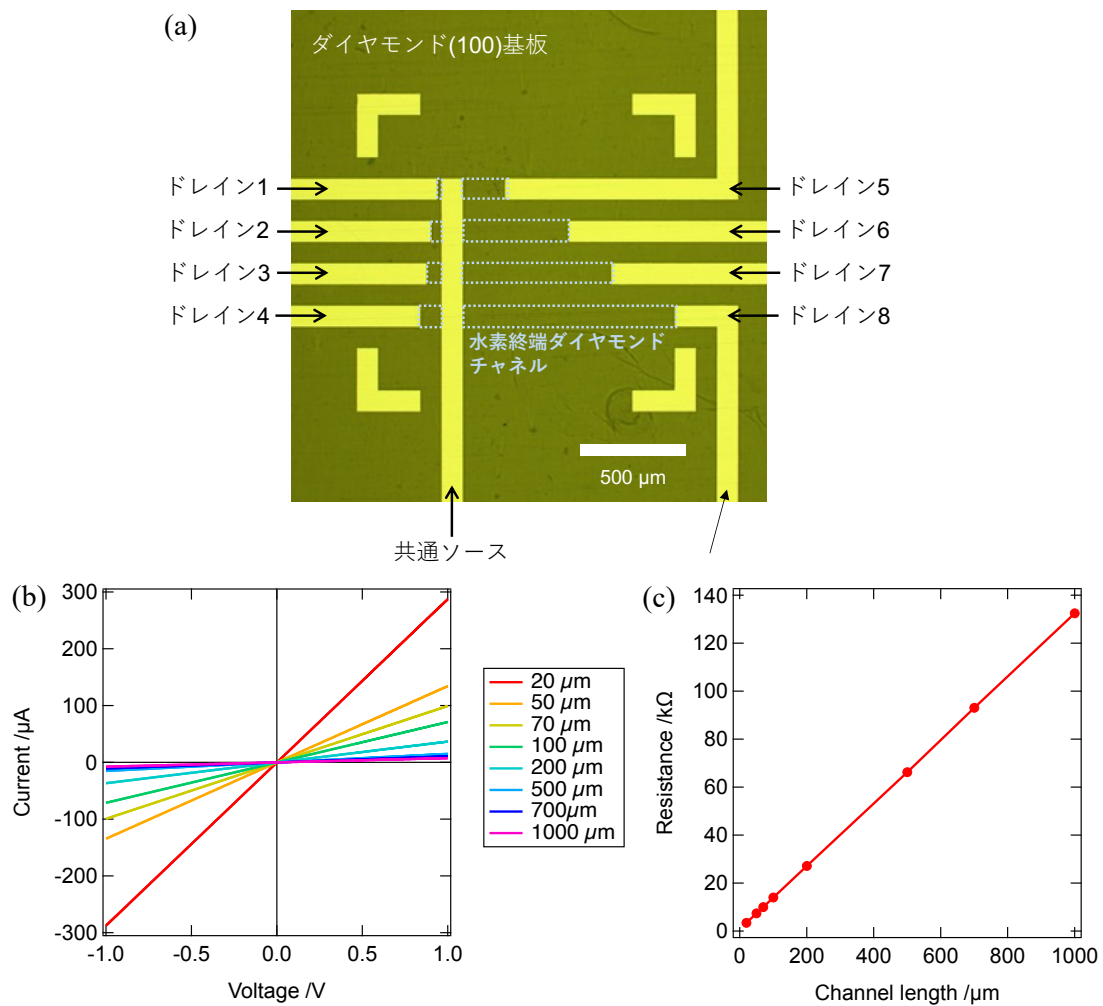 (a)
ダイヤモンド(100)基板
ドレイン1
ドレイン2
ドレイン3
ドレイン4
ドレイン5
ドレイン6
ドレイン7
ドレイン8
水素終端ダイヤモンド
チャネル
500 µm
共通ソース
(b)
300
200
100
0
-100
-200
-300
Current /µA
-1.0
-0.5
0.0
0.5
1.0
Voltage /V
20 µm
50 µm
70 µm
100 µm
200 µm
500 µm
700µm
1000 µm
(c)
140
120
100
80
60
40
20
0
Resistance /kΩ
0
200
400
600
800
1000
Channel length /µm